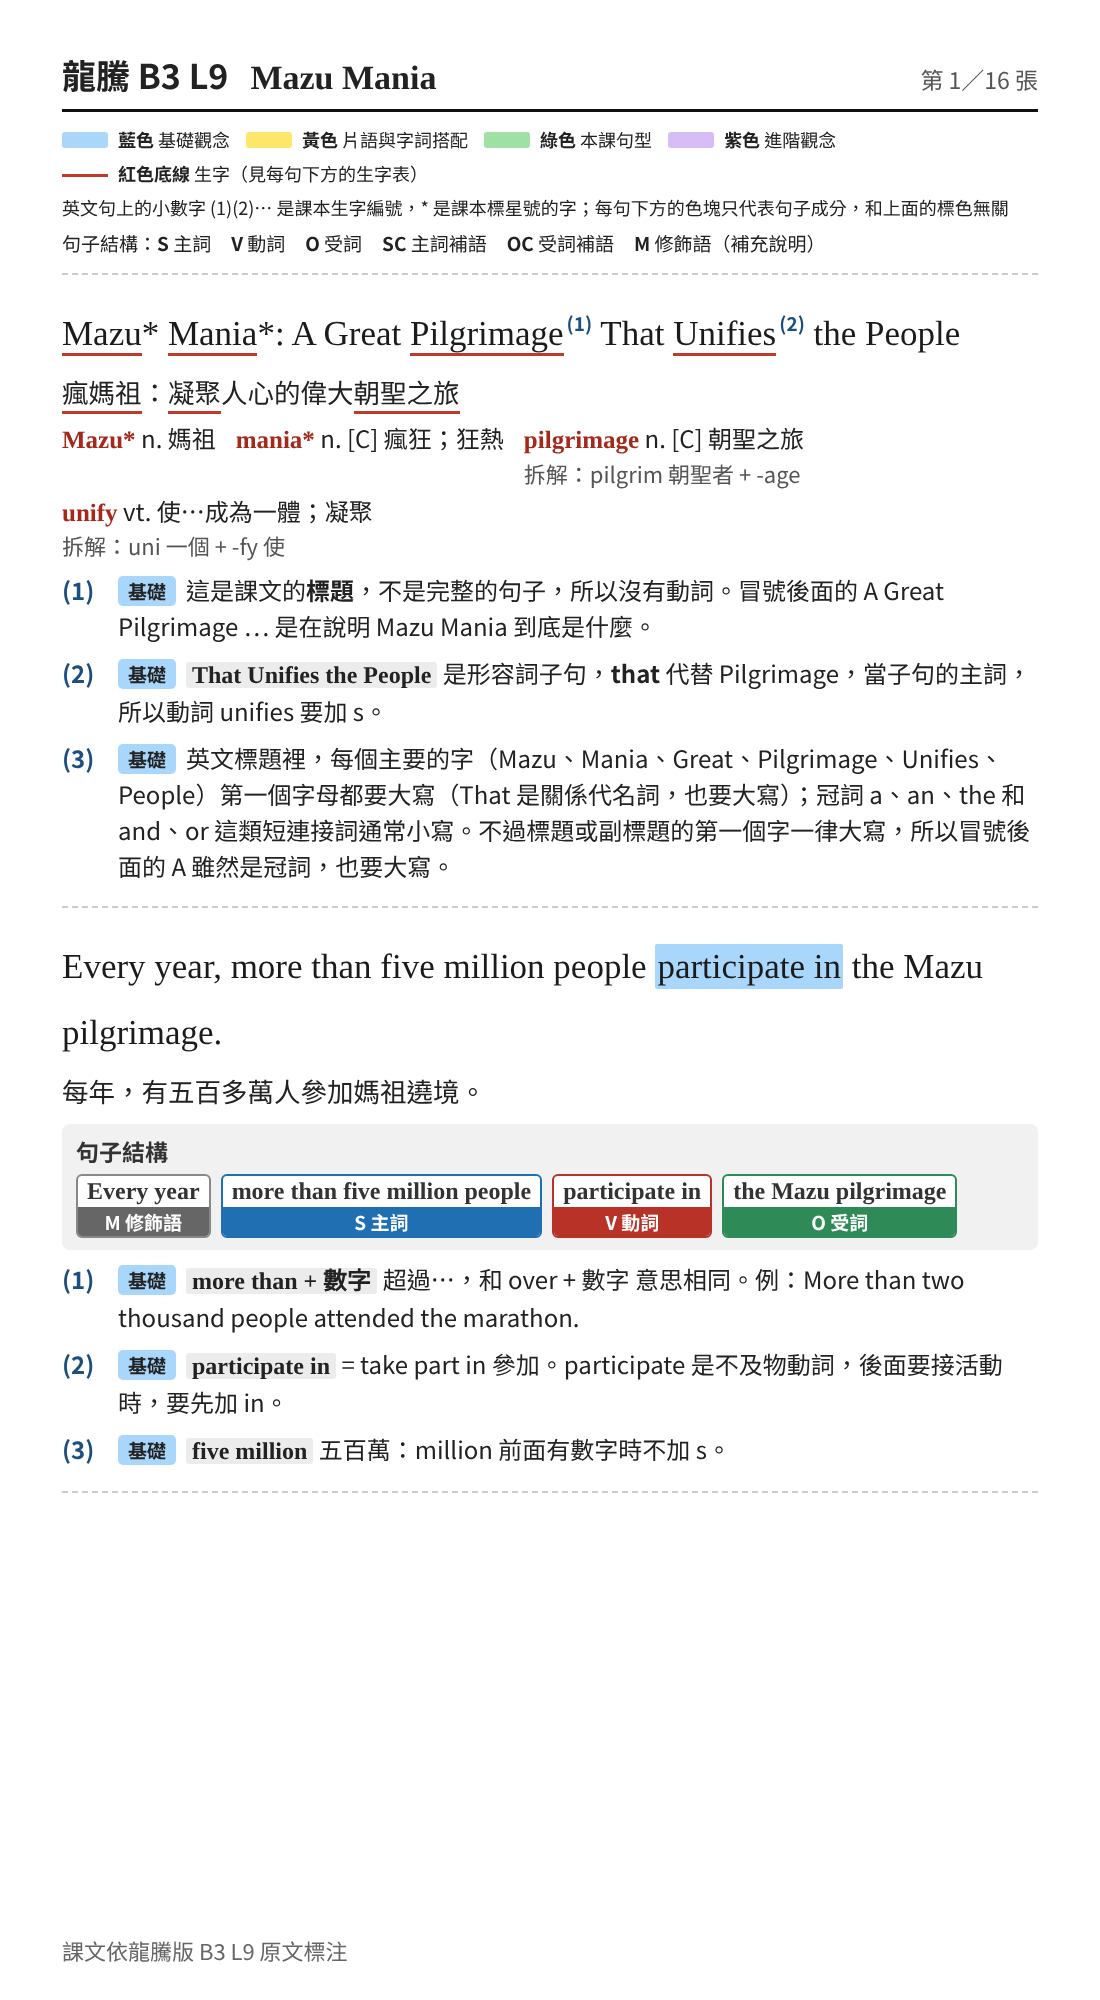 龍騰 B3 L9 Mazu Mania
第 1／16 張
藍色 基礎觀念 黃色 片語與字詞搭配 綠色 本課句型 紫色 進階觀念
紅色底線 生字（見每句下方的生字表）
英文句上的小數字 (1)(2)⋯ 是課本生字編號，* 是課本標星號的字；每句下方的色塊只代表句子成分，和上面的標色無關
句子結構：S 主詞 V 動詞 O 受詞 SC 主詞補語 OC 受詞補語 M 修飾語（補充說明）
Mazu* Mania*: A Great Pilgrimage(1) That Unifies(2) the People
瘋媽祖：凝聚人心的偉大朝聖之旅
Mazu* n. 媽祖 mania* n. [C] 瘋狂；狂熱 pilgrimage n. [C] 朝聖之旅
拆解：pilgrim 朝聖者 + -age
unify vt. 使⋯成為一體；凝聚
拆解：uni 一個 + -fy 使
(1) 基礎 這是課文的標題，不是完整的句子，所以沒有動詞。冒號後面的 A Great
Pilgrimage … 是在說明 Mazu Mania 到底是什麼。
(2) 基礎 That Unifies the People 是形容詞子句，that 代替 Pilgrimage，當子句的主詞，
所以動詞 unifies 要加 s。
(3) 基礎 英文標題裡，每個主要的字（Mazu、Mania、Great、Pilgrimage、Unifies、
People）第一個字母都要大寫（That 是關係代名詞，也要大寫）；冠詞 a、an、the 和
and、or 這類短連接詞通常小寫。不過標題或副標題的第一個字一律大寫，所以冒號後
面的 A 雖然是冠詞，也要大寫。
Every year, more than five million people participate in the Mazu
pilgrimage.
每年，有五百多萬人參加媽祖遶境。
句子結構
Every year more than five million people participate in the Mazu pilgrimage
M 修飾語 S 主詞 V 動詞 O 受詞
(1) 基礎 more than + 數字 超過⋯，和 over + 數字 意思相同。例：More than two
thousand people attended the marathon.
(2) 基礎 participate in = take part in 參加。participate 是不及物動詞，後面要接活動
時，要先加 in。
(3) 基礎 five million 五百萬：million 前面有數字時不加 s。
課文依龍騰版 B3 L9 原文標注